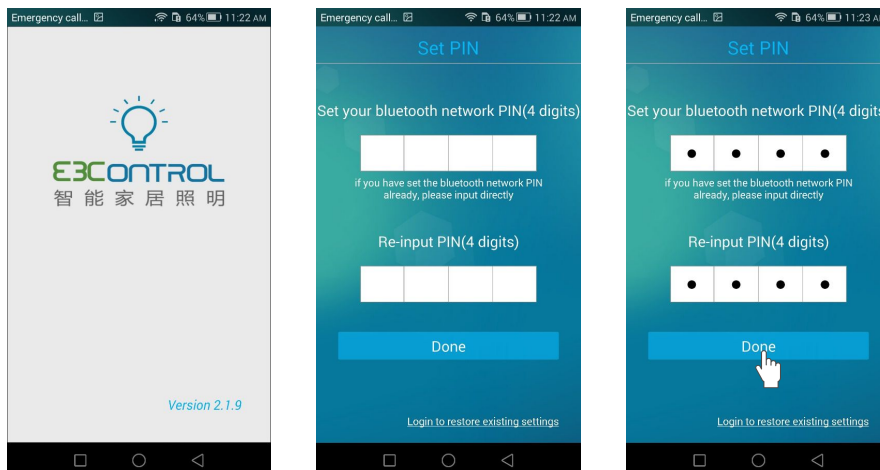 Emergency call... 64% 11:22 AM
E3CONTROL
智能家居照明
Version 2.1.9
Emergency call... 64% 11:22 AM
Set PIN
Set your bluetooth network PIN(4 digits)
if you have set the bluetooth network PIN
already, please input directly
Re-input PIN(4 digits)
Done
Login to restore existing settings
Emergency call... 64% 11:23 A
Set PIN
Set your bluetooth network PIN(4 digits
if you have set the bluetooth network PIN
already, please input directly
Re-input PIN(4 digits)
Done
Login to restore existing settings